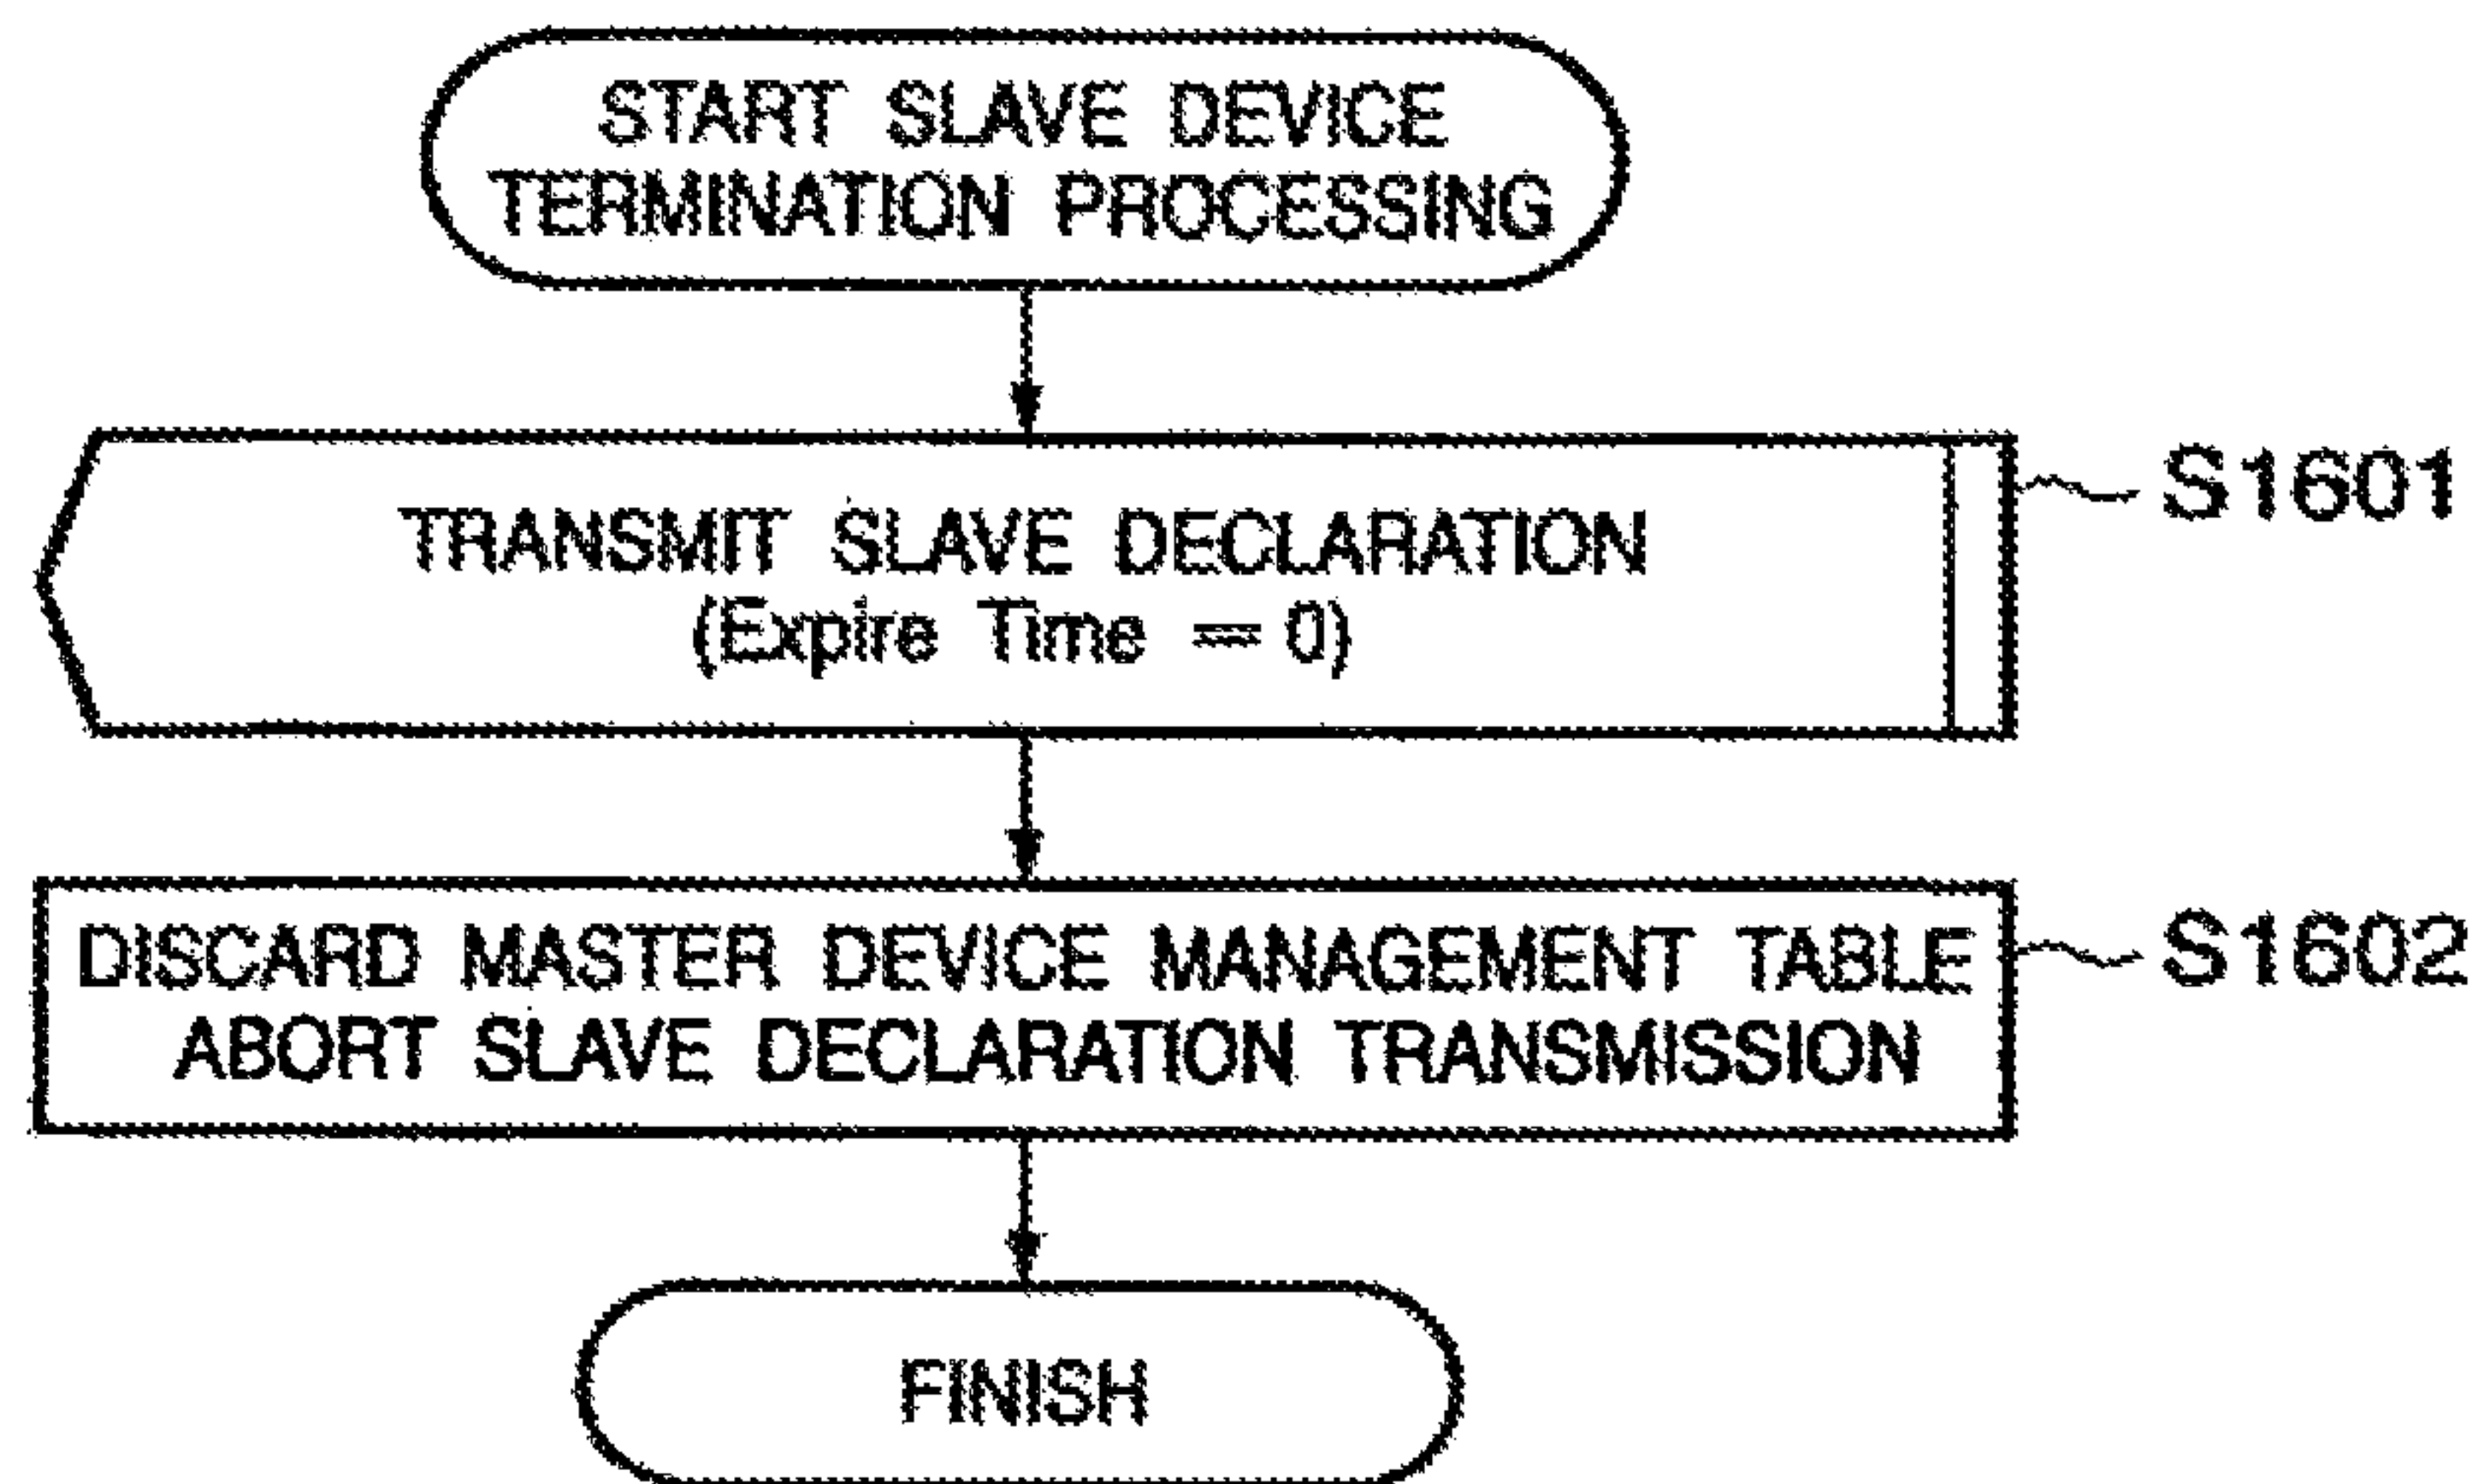 START SLAVE DEVICE
TERMINATION PROCESSING
TRANSMIT SLAVE DECLARATION
(Expire Time = 0)
S1601
DISCARD MASTER DEVICE MANAGEMENT TABLE
ABORT SLAVE DECLARATION TRANSMISSION
S1602
FINISH